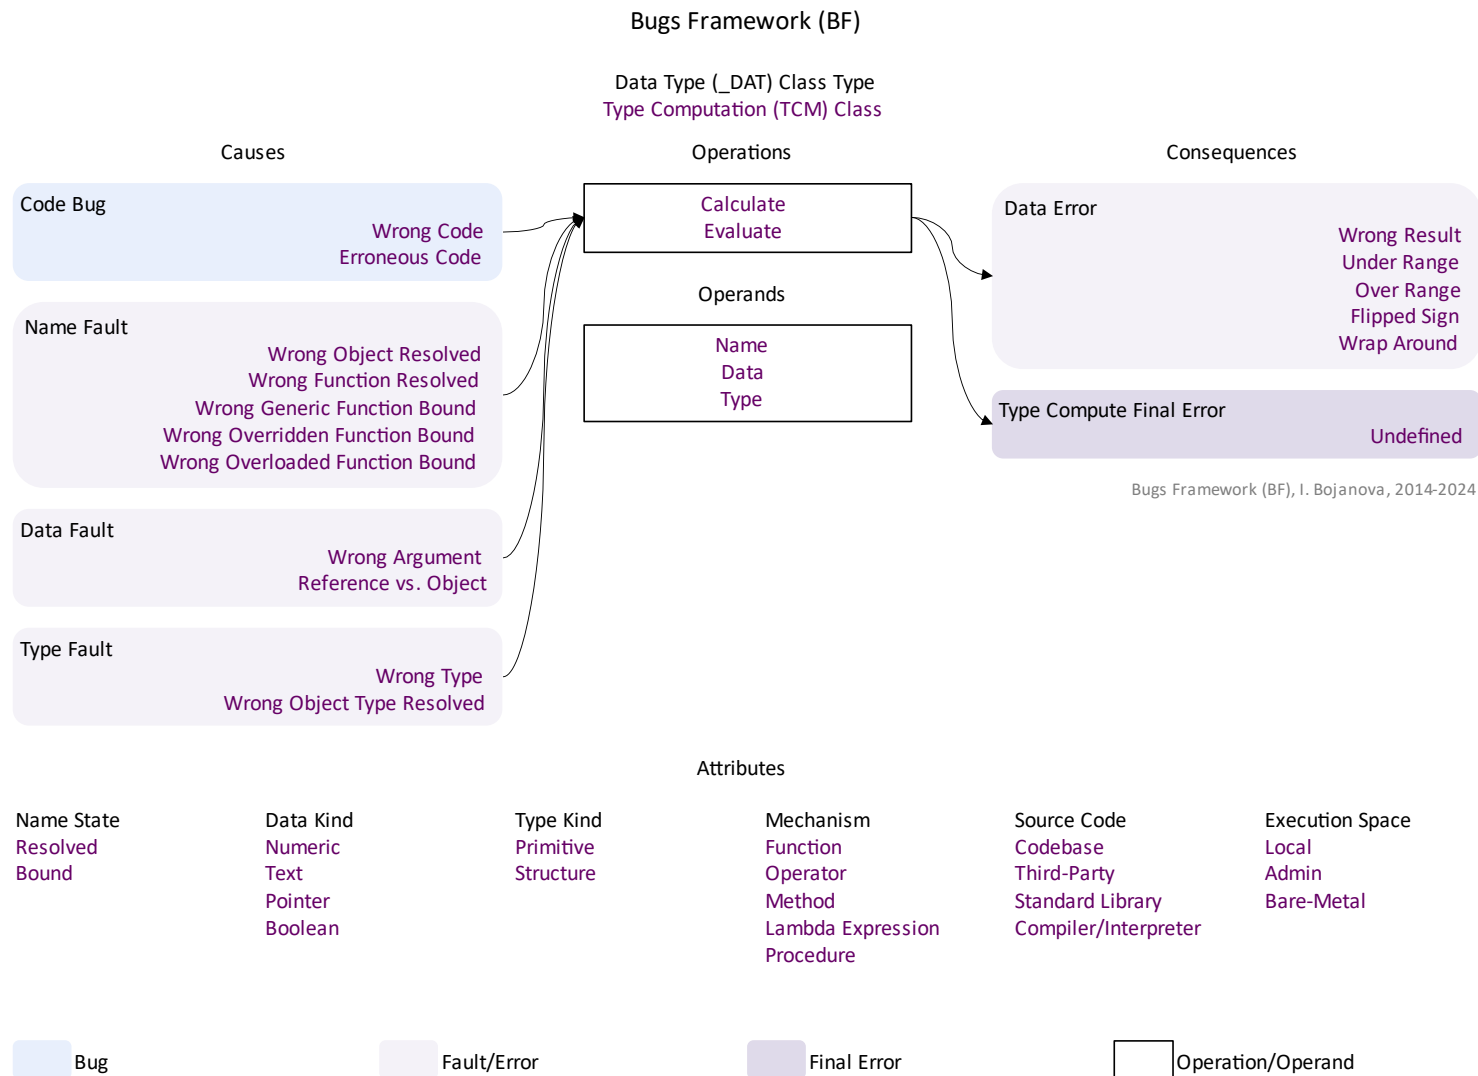 Bugs Framework (BF)
Data Type (_DAT) Class Type
Type Computation (TCM) Class
Causes
Operations
Consequences
Code Bug
Wrong Code
Erroneous Code
Name Fault
Wrong Object Resolved
Wrong Function Resolved
Wrong Generic Function Bound
Wrong Overridden Function Bound
Wrong Overloaded Function Bound
Data Fault
Wrong Argument
Reference vs. Object
Type Fault
Wrong Type
Wrong Object Type Resolved
Calculate
Evaluate
Operands
Name
Data
Type
Data Error
Wrong Result
Under Range
Over Range
Flipped Sign
Wrap Around
Type Compute Final Error
Undefined
Bugs Framework (BF), I. Bojanova, 2014-2024
Attributes
Name State
Resolved
Bound
Data Kind
Numeric
Text
Pointer
Boolean
Type Kind
Primitive
Structure
Mechanism
Function
Operator
Method
Lambda Expression
Procedure
Source Code
Codebase
Third-Party
Standard Library
Compiler/Interpreter
Execution Space
Local
Admin
Bare-Metal
Bug
Fault/Error
Final Error
Operation/Operand